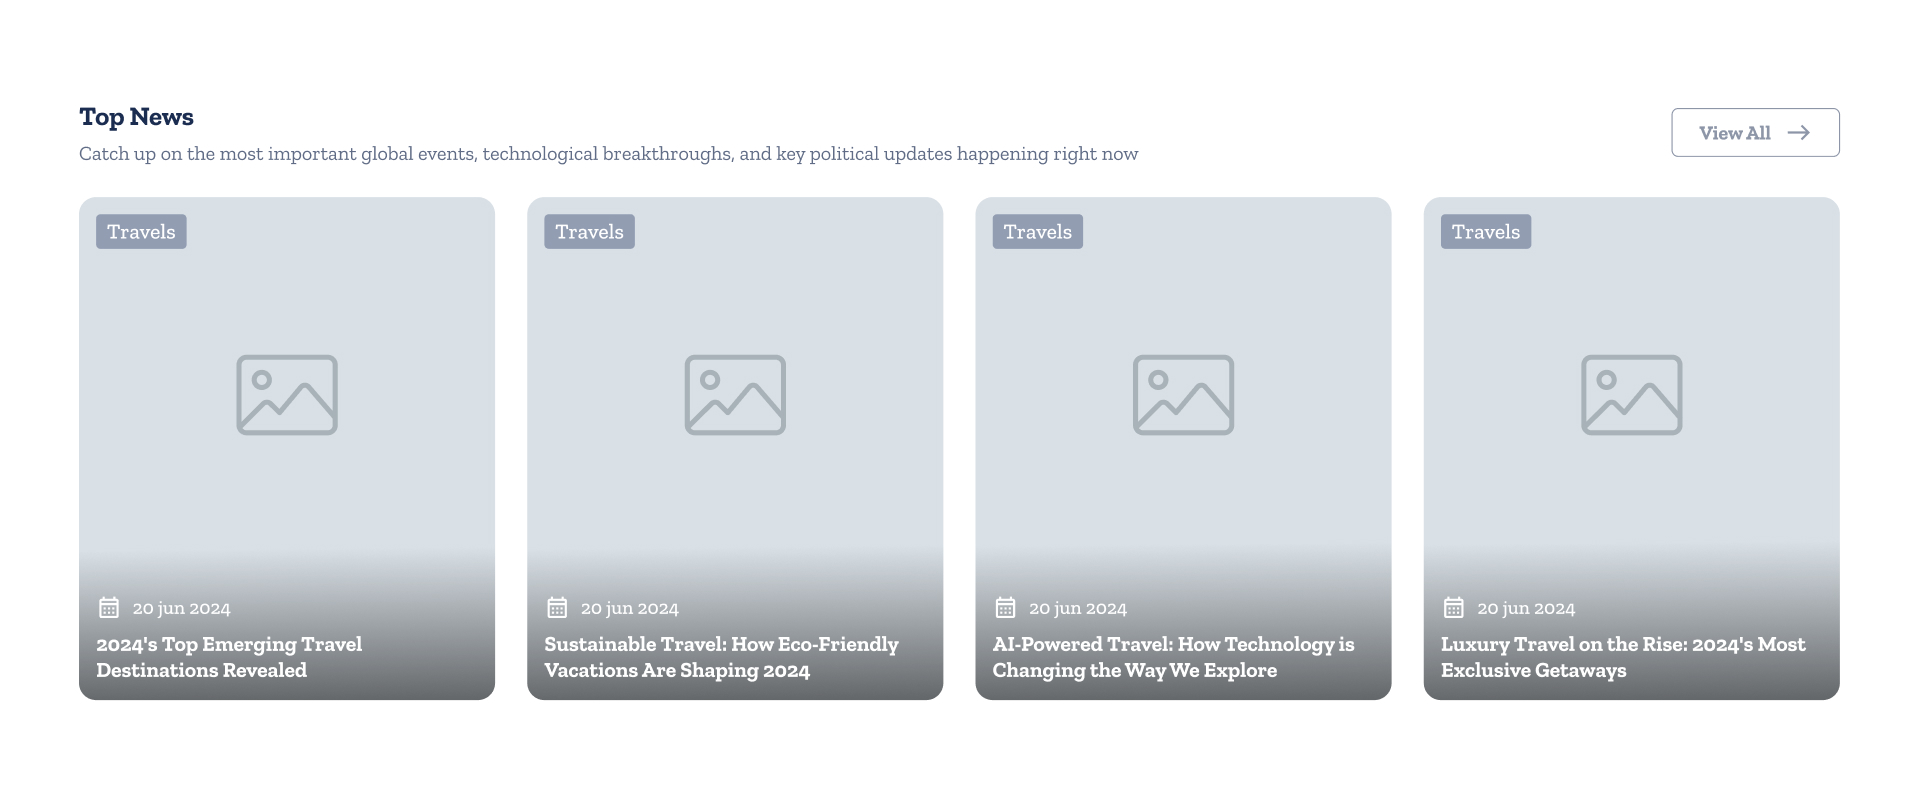 Top News
Catch up on the most important global events, technological breakthroughs, and key political updates happening right now
View All
Travels
20 jun 2024
2024's Top Emerging Travel
Destinations Revealed
Travels
20 jun 2024
Sustainable Travel: How Eco-Friendly
Vacations Are Shaping 2024
Travels
20 jun 2024
AI-Powered Travel: How Technology is
Changing the Way We Explore
Travels
20 jun 2024
Luxury Travel on the Rise: 2024's Most
Exclusive Getaways